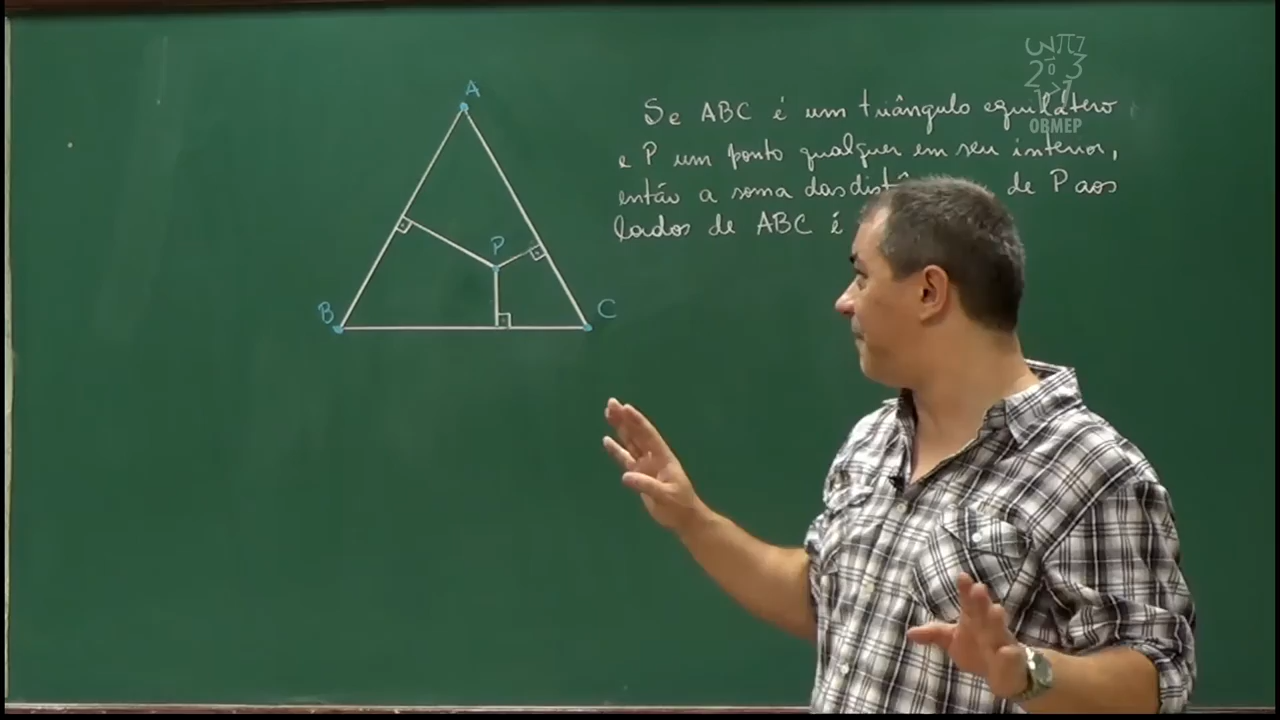 A
B
C
P
Se ABC é um triângulo equilátero
e P um ponto qualquer em seu interior,
então a soma das de P aos
lados de ABC é
OBMEP